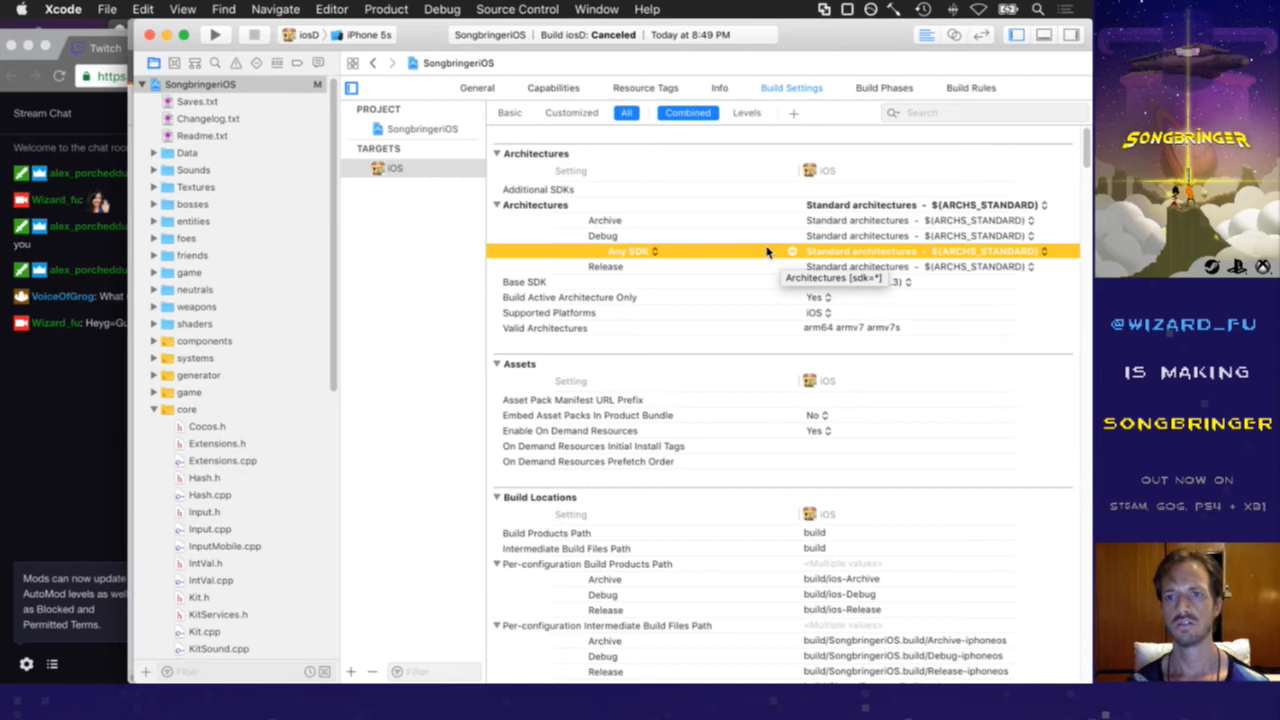 Xcode File Edit View Find Navigate Editor Product Debug Source Control Window Help
iosD iPhone 5s SongbringeriOS | Build iosD: Canceled | Today at 8:49 PM
Twitch
https
SongbringeriOS
Stream Chat
Welcome to the chat roo
alex_porcheddu
Wizard_fu:
alex_porcheddu
you
alex_porcheddu
VoiceOfGrog: What
Wizard_fu: Heyg=Gu
Mods can now update
AutoMod levels as well
as Blocked and
Permitted Terms.
SongbringeriOS M
Saves.txt
Changelog.txt
Readme.txt
Data
Sounds
Textures
bosses
entities
foes
friends
game
neutrals
weapons
shaders
components
systems
generator
game
core
Cocos.h
Extensions.h
Extensions.cpp
Hash.h
Hash.cpp
Input.h
Input.cpp
InputMobile.cpp
IntVal.h
IntVal.cpp
Kit.h
KitServices.h
Kit.cpp
KitSound.cpp
Filter
PROJECT
SongbringeriOS
TARGETS
iOS
Filter
General Capabilities Resource Tags Info Build Settings Build Phases Build Rules
Basic Customized All Combined Levels + Search
Architectures
Setting iOS
Additional SDKs
Architectures Standard architectures - $(ARCHS_STANDARD)
Archive Standard architectures - $(ARCHS_STANDARD)
Debug Standard architectures - $(ARCHS_STANDARD)
Any SDK Standard architectures - $(ARCHS_STANDARD)
Release Standard architectures - $(ARCHS_STANDARD)
Architectures [sdk=*]
Base SDK .3)
Build Active Architecture Only Yes
Supported Platforms iOS
Valid Architectures arm64 armv7 armv7s
Assets
Setting iOS
Asset Pack Manifest URL Prefix
Embed Asset Packs In Product Bundle No
Enable On Demand Resources Yes
On Demand Resources Initial Install Tags
On Demand Resources Prefetch Order
Build Locations
Setting iOS
Build Products Path build
Intermediate Build Files Path build
Per-configuration Build Products Path <Multiple values>
Archive build/ios-Archive
Debug build/ios-Debug
Release build/ios-Release
Per-configuration Intermediate Build Files Path <Multiple values>
Archive build/SongbringeriOS.build/Archive-iphoneos
Debug build/SongbringeriOS.build/Debug-iphoneos
Release build/SongbringeriOS.build/Release-iphoneos
SONGBRINGER
@WIZARD_FU
IS MAKING
SONGBRINGER
OUT NOW ON
STEAM, GOG, PS4 + XB1